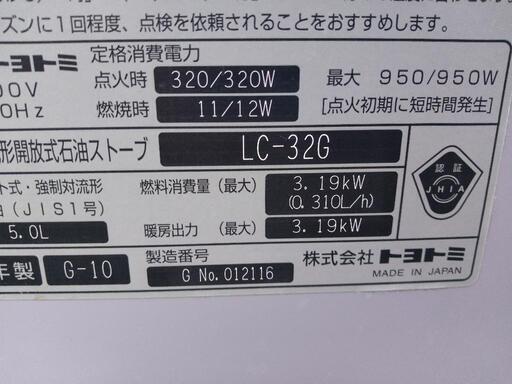 ズンに1回程度、点検を依頼されることをおすすめします。
トヨトミ 定格消費電力
00V 点火時 320/320W 最大 950/950W
0Hz 燃焼時 11/12W [点火初期に短時間発生]
形開放式石油ストーブ LC-32G
ト式・強制対流形 燃料消費量(最大) 3.19kW
(JIS1号) (0.310L/h)
5.0L 暖房出力(最大) 3.19kW
認証
JHIA
年製 G-10 製造番号 G No.012116
株式会社トヨトミ
MADE IN JAPAN